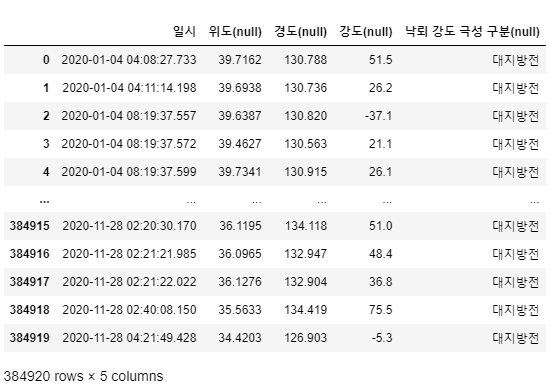 일시 위도(null) 경도(null) 강도(null) 낙뢰 강도 극성 구분(null)
0 2020-01-04 04:08:27.733 39.7162 130.788 51.5 대지방전
1 2020-01-04 04:11:14.198 39.6938 130.736 26.2 대지방전
2 2020-01-04 08:19:37.557 39.6387 130.820 -37.1 대지방전
3 2020-01-04 08:19:37.572 39.4627 130.563 21.1 대지방전
4 2020-01-04 08:19:37.599 39.7341 130.915 26.1 대지방전
... ... ... ... ... ...
384915 2020-11-28 02:20:30.170 36.1195 134.118 51.0 대지방전
384916 2020-11-28 02:21:21.985 36.0965 132.947 48.4 대지방전
384917 2020-11-28 02:21:22.022 36.1276 132.904 36.8 대지방전
384918 2020-11-28 02:40:08.150 35.5633 134.419 75.5 대지방전
384919 2020-11-28 04:21:49.428 34.4203 126.903 -5.3 대지방전
384920 rows × 5 columns